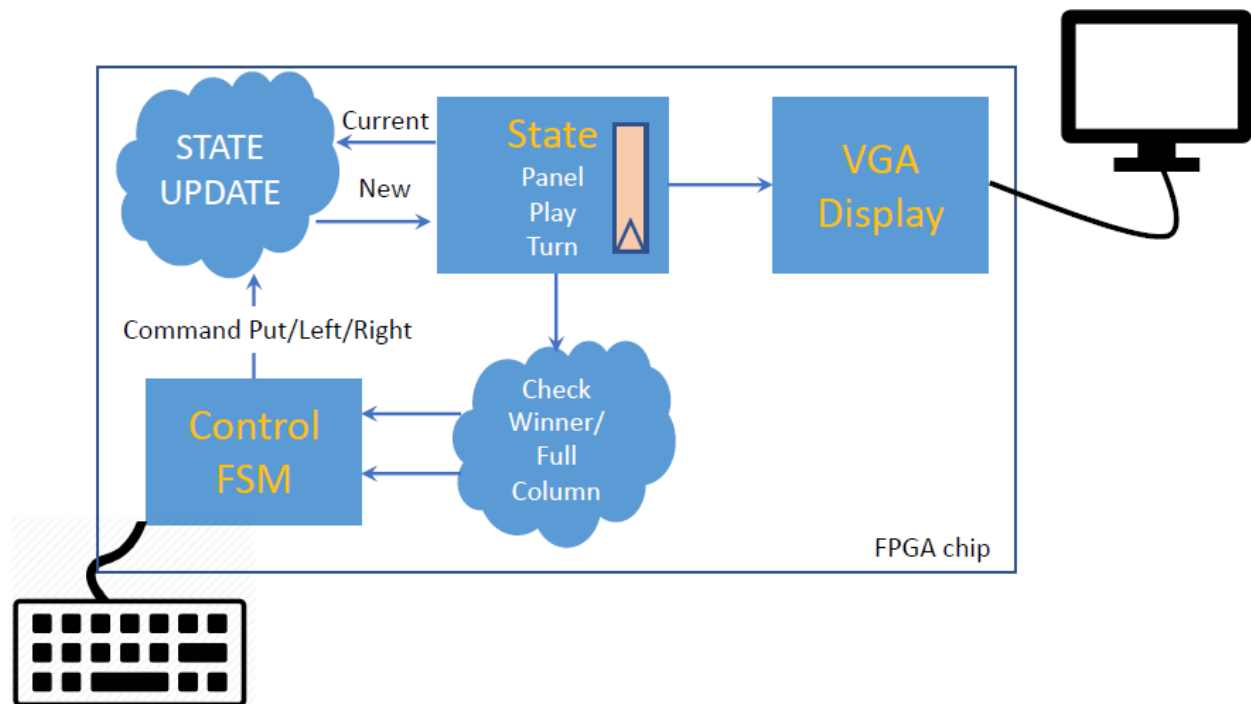 STATE
UPDATE
Current
New
State
Panel
Play
Turn
VGA
Display
Command Put/Left/Right
Control
FSM
Check
Winner/
Full
Column
FPGA chip